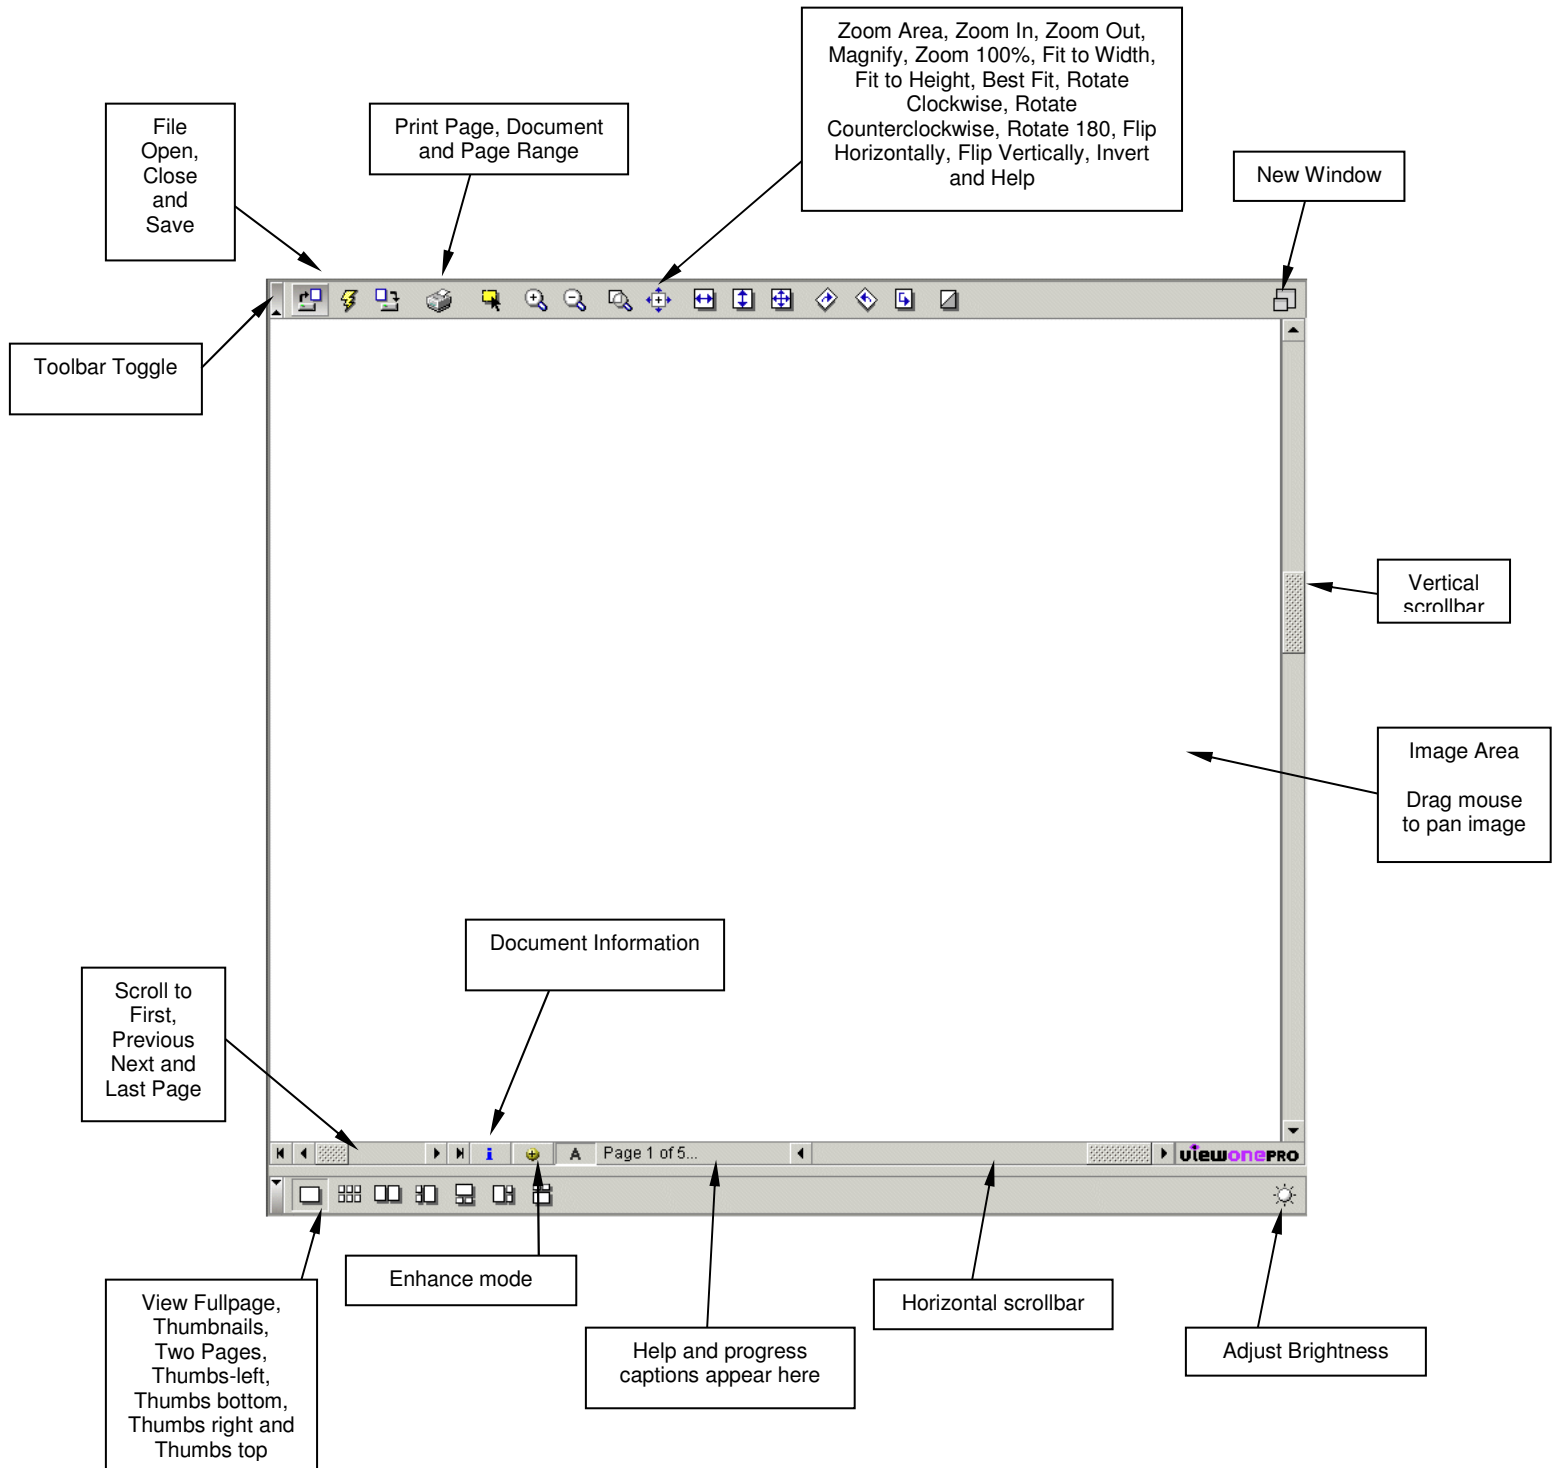 Zoom Area, Zoom In, Zoom Out,
Magnify, Zoom 100%, Fit to Width,
Fit to Height, Best Fit, Rotate
Clockwise, Rotate
Counterclockwise, Rotate 180, Flip
Horizontally, Flip Vertically, Invert
and Help
File
Open,
Close
and
Save
Print Page, Document
and Page Range
New Window
Toolbar Toggle
Vertical
scrollbar
Image Area
Drag mouse
to pan image
Document Information
Scroll to
First,
Previous
Next and
Last Page
i
A
Page 1 of 5...
viewonePRO
Enhance mode
View Fullpage,
Thumbnails,
Two Pages,
Thumbs-left,
Thumbs bottom,
Thumbs right and
Thumbs top
Help and progress
captions appear here
Horizontal scrollbar
Adjust Brightness